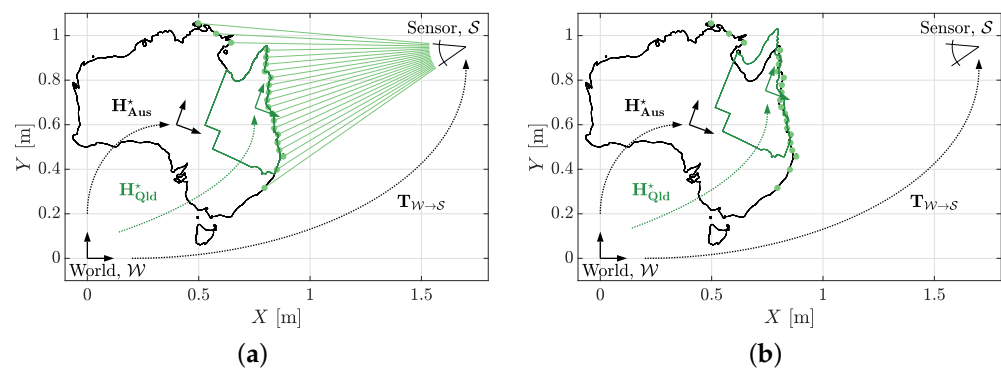 Sensor, 𝒮
1
0.8
0.6
0.4
0.2
0
Y [m]
H⋆Aus
H⋆Qld
T𝒲→𝒮
World, 𝒲
0 0.5 1 1.5
X [m]
(a)
Sensor, 𝒮
1
0.8
0.6
0.4
0.2
0
Y [m]
H⋆Aus
H⋆Qld
T𝒲→𝒮
World, 𝒲
0 0.5 1 1.5
X [m]
(b)